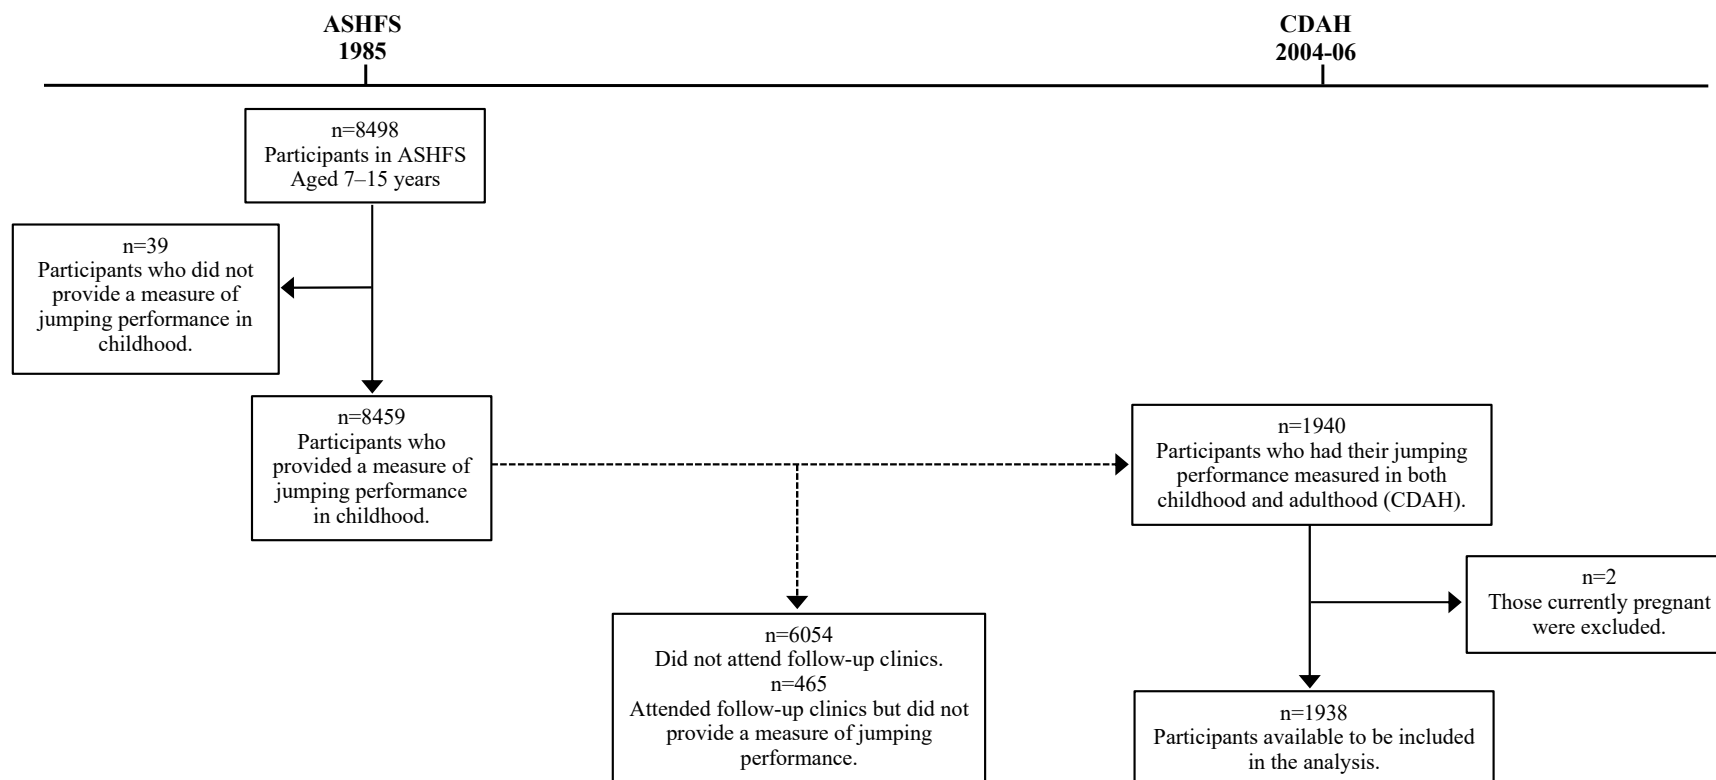 ASHFS
1985
CDAH
2004-06
n=8498
Participants in ASHFS
Aged 7–15 years
n=39
Participants who did not
provide a measure of
jumping performance in
childhood.
n=8459
Participants who
provided a measure of
jumping performance
in childhood.
n=1940
Participants who had their jumping
performance measured in both
childhood and adulthood (CDAH).
n=2
Those currently pregnant
were excluded.
n=6054
Did not attend follow-up clinics.
n=465
Attended follow-up clinics but did not
provide a measure of jumping
performance.
n=1938
Participants available to be included
in the analysis.